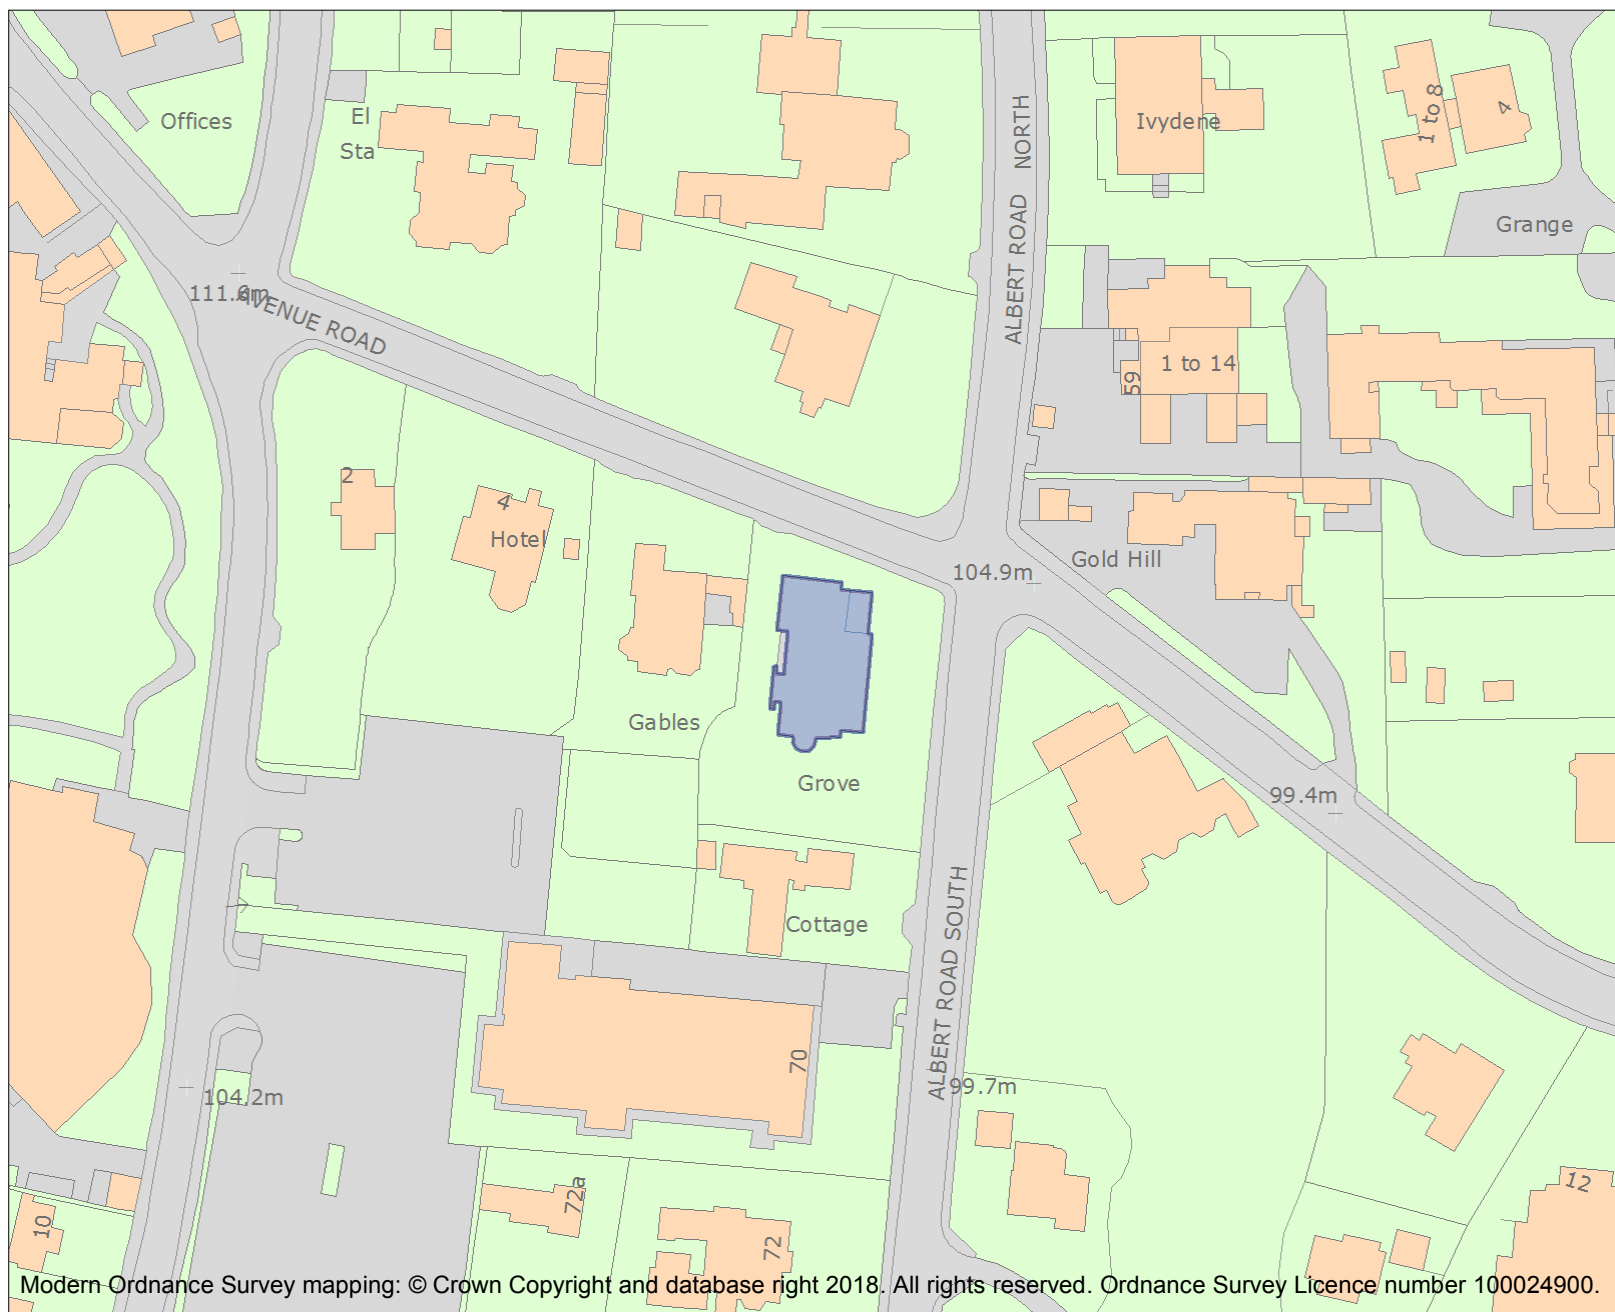 Offices
El
Sta
Ivydene
1 to 8
4
Grange
ALBERT ROAD NORTH
111.6m
AVENUE ROAD
1 to 14
59
2
4
Hotel
Gold Hill
104.9m
Gables
Grove
99.4m
Cottage
ALBERT ROAD SOUTH
70
99.7m
104.2m
72a
12
10
72
Modern Ordnance Survey mapping: © Crown Copyright and database right 2018. All rights reserved. Ordnance Survey Licence number 100024900.